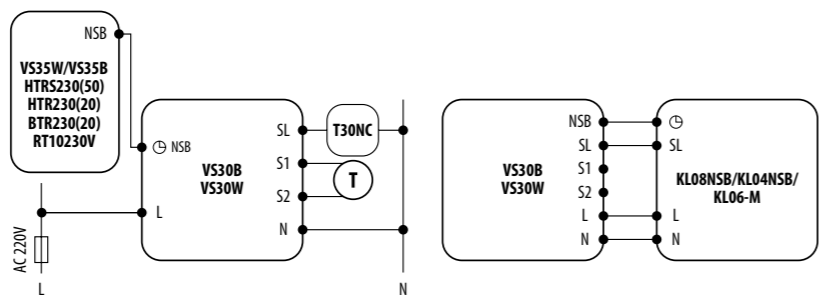 NSB
VS35W/VS35B
HTRS230(50)
HTR230(20)
BTR230(20)
RT10230V
NSB
L
VS30B
VS30W
SL
S1
S2
N
T30NC
T
AC 220V
L
N
VS30B
VS30W
NSB
SL
S1
S2
L
N
SL
L
N
KL08NSB/KL04NSB/
KL06-M